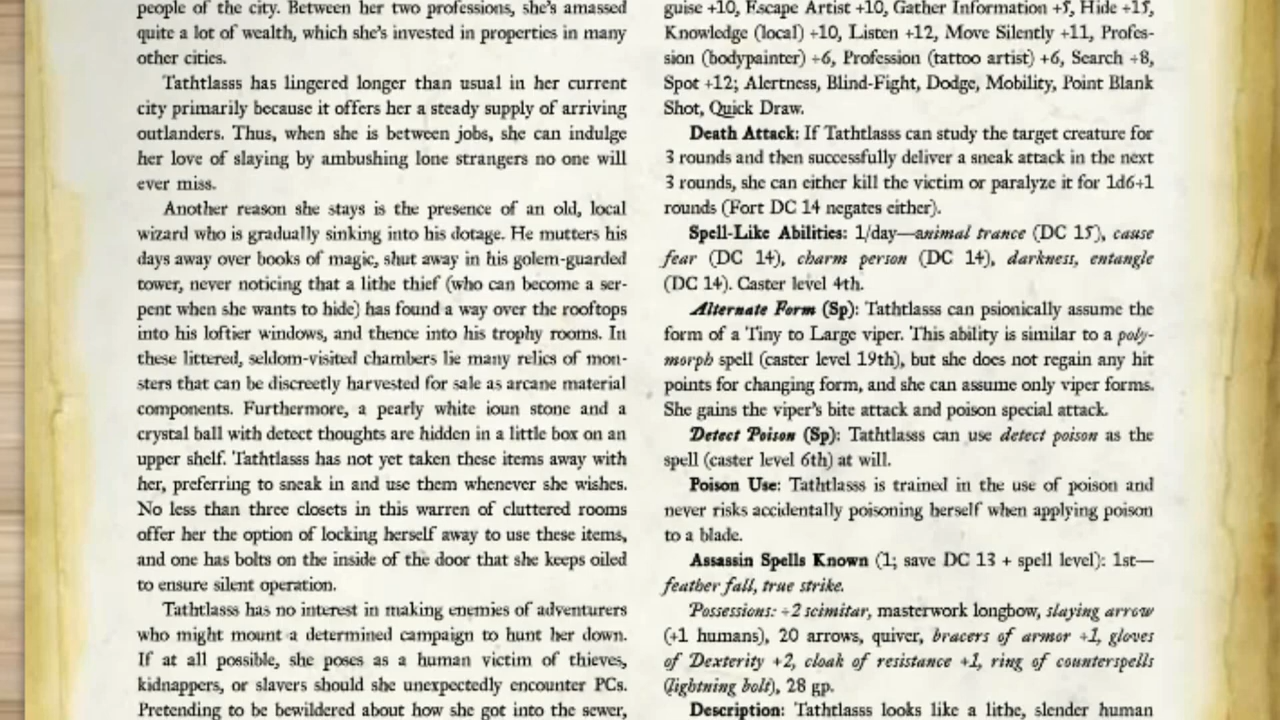 people of the city. Between her two professions, she's amassed
quite a lot of wealth, which she's invested in properties in many
other cities.
Tathtlasss has lingered longer than usual in her current
city primarily because it offers her a steady supply of arriving
outlanders. Thus, when she is between jobs, she can indulge
her love of slaying by ambushing lone strangers no one will
ever miss.
Another reason she stays is the presence of an old, local
wizard who is gradually sinking into his dotage. He mutters his
days away over books of magic, shut away in his golem-guarded
tower, never noticing that a lithe thief (who can become a ser-
pent when she wants to hide) has found a way over the rooftops
into his loftier windows, and thence into his trophy rooms. In
these littered, seldom-visited chambers lie many relics of mon-
sters that can be discreetly harvested for sale as arcane material
components. Furthermore, a pearly white ioun stone and a
crystal ball with detect thoughts are hidden in a little box on an
upper shelf. Tathtlasss has not yet taken these items away with
her, preferring to sneak in and use them whenever she wishes.
No less than three closets in this warren of cluttered rooms
offer her the option of locking herself away to use these items,
and one has bolts on the inside of the door that she keeps oiled
to ensure silent operation.
Tathtlasss has no interest in making enemies of adventurers
who might mount a determined campaign to hunt her down.
If at all possible, she poses as a human victim of thieves,
kidnappers, or slavers should she unexpectedly encounter PCs.
Pretending to be bewildered about how she got into the sewer,
guise +10, Escape Artist +10, Gather Information +5, Hide +15,
Knowledge (local) +10, Listen +12, Move Silently +11, Profes-
sion (bodypainter) +6, Profession (tattoo artist) +6, Search +8,
Spot +12; Alertness, Blind-Fight, Dodge, Mobility, Point Blank
Shot, Quick Draw.
Death Attack: If Tathtlasss can study the target creature for
3 rounds and then successfully deliver a sneak attack in the next
3 rounds, she can either kill the victim or paralyze it for 1d6+1
rounds (Fort DC 14 negates either).
Spell-Like Abilities: 1/day—animal trance (DC 15), cause
fear (DC 14), charm person (DC 14), darkness, entangle
(DC 14). Caster level 4th.
Alternate Form (Sp): Tathtlasss can psionically assume the
form of a Tiny to Large viper. This ability is similar to a poly-
morph spell (caster level 19th), but she does not regain any hit
points for changing form, and she can assume only viper forms.
She gains the viper's bite attack and poison special attack.
Detect Poison (Sp): Tathtlasss can use detect poison as the
spell (caster level 6th) at will.
Poison Use: Tathtlasss is trained in the use of poison and
never risks accidentally poisoning herself when applying poison
to a blade.
Assassin Spells Known (1; save DC 13 + spell level): 1st—
feather fall, true strike.
Possessions: +2 scimitar, masterwork longbow, slaying arrow
(+1 humans), 20 arrows, quiver, bracers of armor +1, gloves
of Dexterity +2, cloak of resistance +1, ring of counterspells
(lightning bolt), 28 gp.
Description: Tathtlasss looks like a lithe, slender human